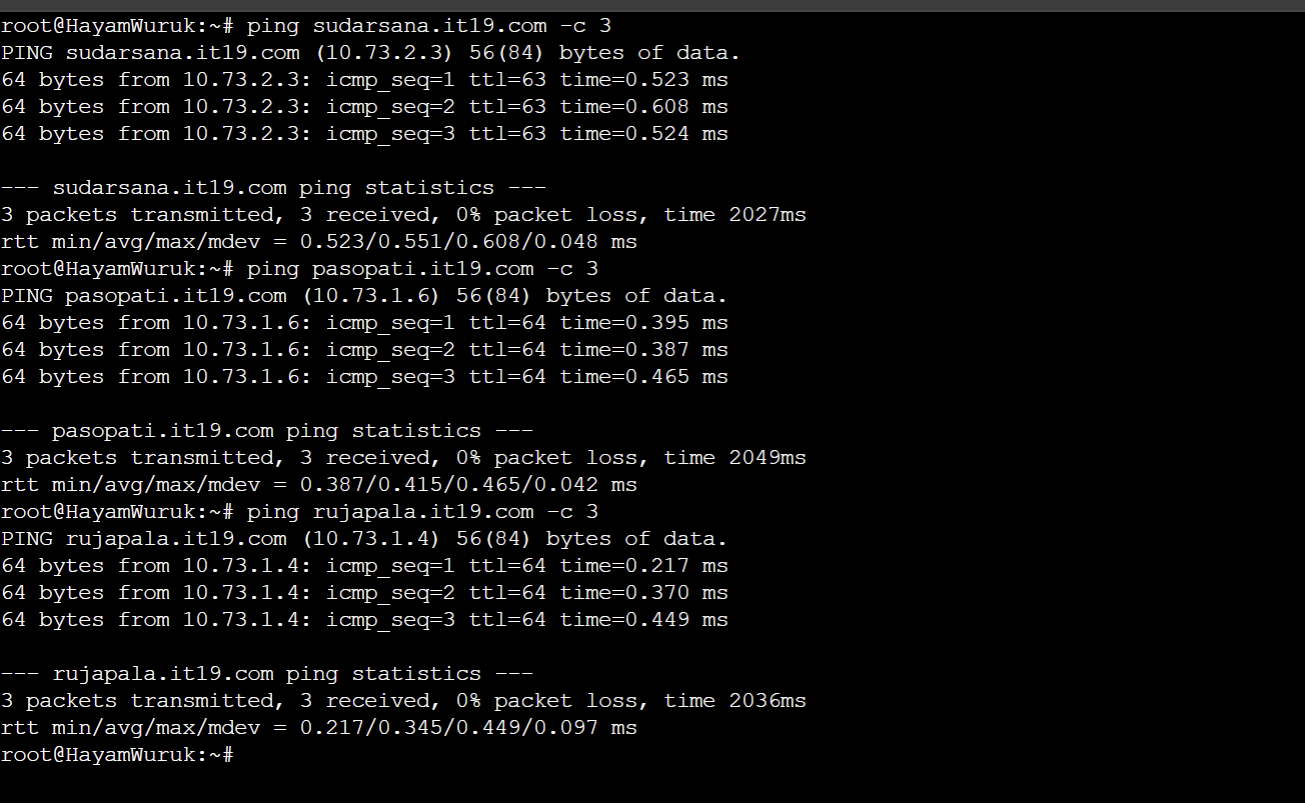 root@HayamWuruk:~# ping sudarsana.it19.com -c 3
PING sudarsana.it19.com (10.73.2.3) 56(84) bytes of data.
64 bytes from 10.73.2.3: icmp_seq=1 ttl=63 time=0.523 ms
64 bytes from 10.73.2.3: icmp_seq=2 ttl=63 time=0.608 ms
64 bytes from 10.73.2.3: icmp_seq=3 ttl=63 time=0.524 ms

--- sudarsana.it19.com ping statistics ---
3 packets transmitted, 3 received, 0% packet loss, time 2027ms
rtt min/avg/max/mdev = 0.523/0.551/0.608/0.048 ms
root@HayamWuruk:~# ping pasopati.it19.com -c 3
PING pasopati.it19.com (10.73.1.6) 56(84) bytes of data.
64 bytes from 10.73.1.6: icmp_seq=1 ttl=64 time=0.395 ms
64 bytes from 10.73.1.6: icmp_seq=2 ttl=64 time=0.387 ms
64 bytes from 10.73.1.6: icmp_seq=3 ttl=64 time=0.465 ms

--- pasopati.it19.com ping statistics ---
3 packets transmitted, 3 received, 0% packet loss, time 2049ms
rtt min/avg/max/mdev = 0.387/0.415/0.465/0.042 ms
root@HayamWuruk:~# ping rujapala.it19.com -c 3
PING rujapala.it19.com (10.73.1.4) 56(84) bytes of data.
64 bytes from 10.73.1.4: icmp_seq=1 ttl=64 time=0.217 ms
64 bytes from 10.73.1.4: icmp_seq=2 ttl=64 time=0.370 ms
64 bytes from 10.73.1.4: icmp_seq=3 ttl=64 time=0.449 ms

--- rujapala.it19.com ping statistics ---
3 packets transmitted, 3 received, 0% packet loss, time 2036ms
rtt min/avg/max/mdev = 0.217/0.345/0.449/0.097 ms
root@HayamWuruk:~#